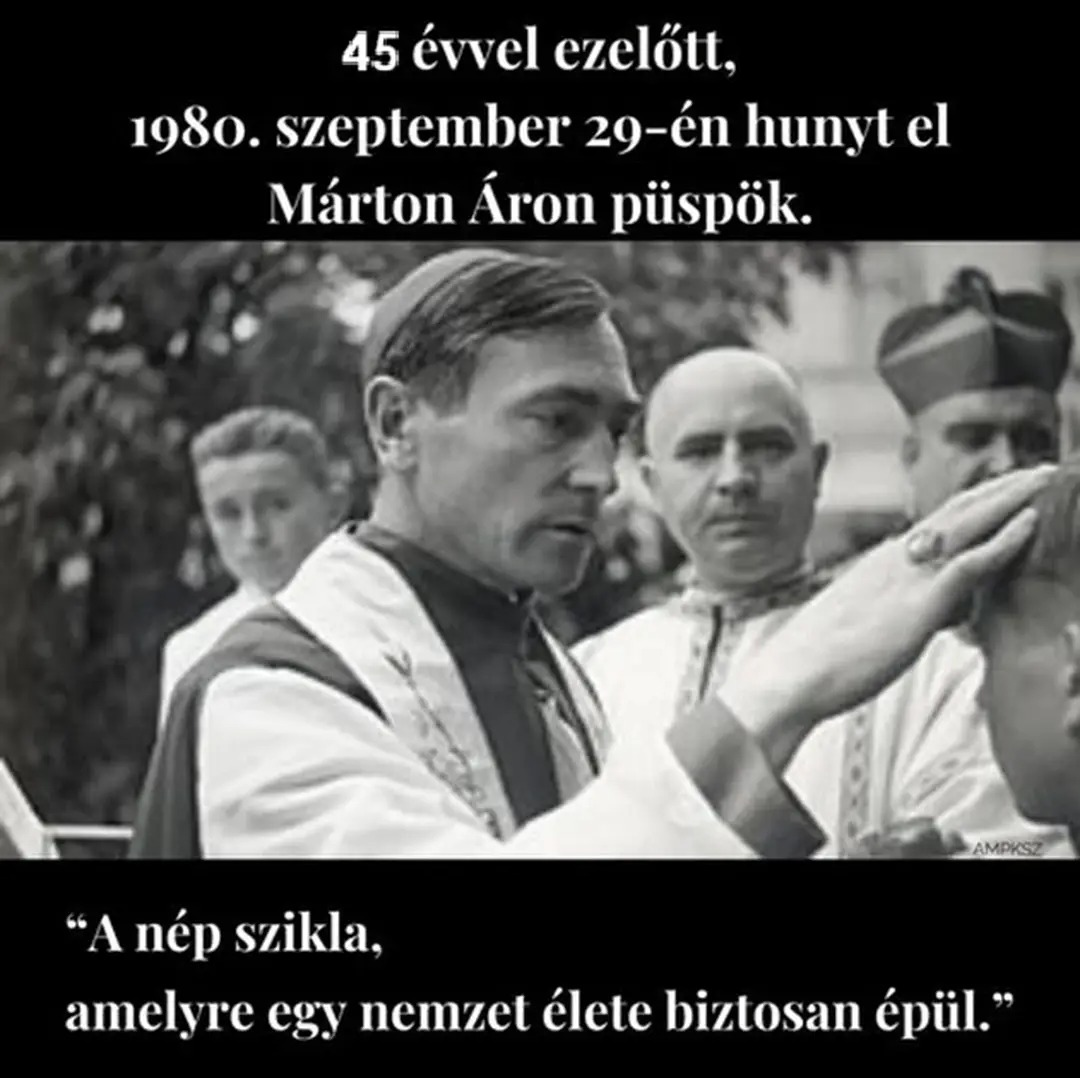 45 évvel ezelőtt,
1980. szeptember 29-én hunyt el
Márton Áron püspök.
AMPKSZ
“A nép szikla,
amelyre egy nemzet élete biztosan épül.”